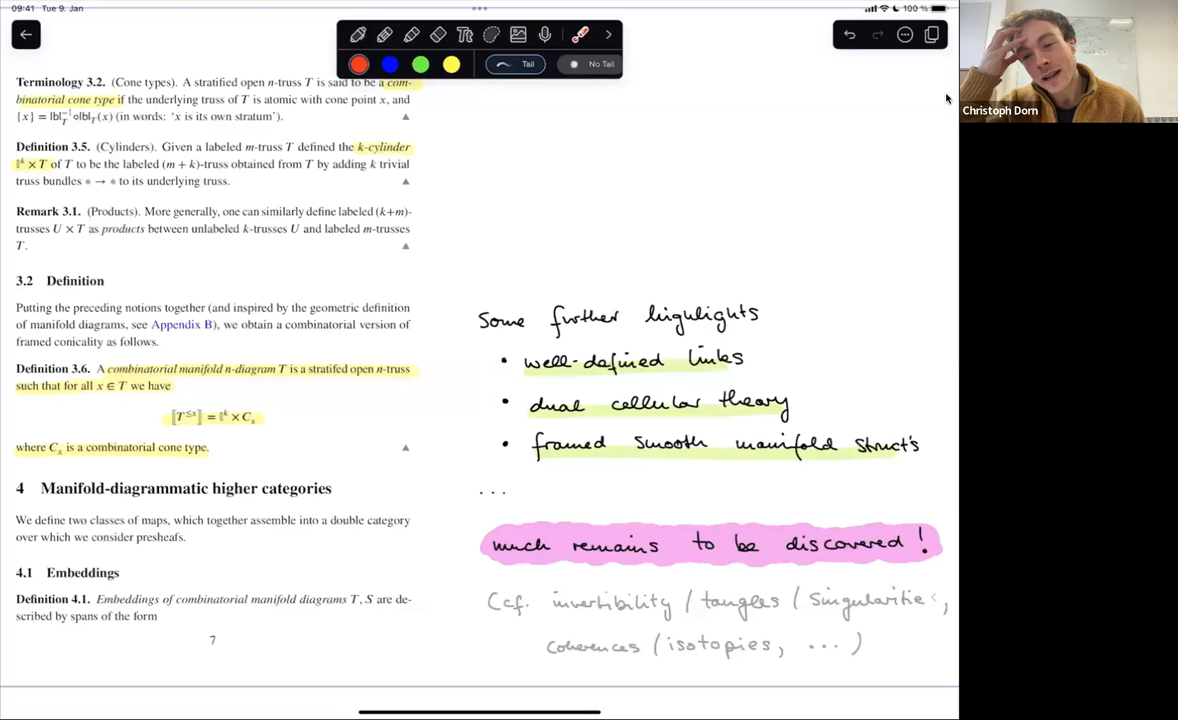 09:41 Tue 9. Jan
100 %
Tail
No Tail
Christoph Dorn
Terminology 3.2. (Cone types). A stratified open n-truss T is said to be a com-
binatorial cone type if the underlying truss of T is atomic with cone point x, and
{x} = lbl_T^{-1}∘lbl_T(x) (in words: ‘x is its own stratum’). ▲
Definition 3.5. (Cylinders). Given a labeled m-truss T defined the k-cylinder
𝕀^k × T of T to be the labeled (m + k)-truss obtained from T by adding k trivial
truss bundles ∗ → ∗ to its underlying truss. ▲
Remark 3.1. (Products). More generally, one can similarly define labeled (k+m)-
trusses U × T as products between unlabeled k-trusses U and labeled m-trusses
T. ▲
3.2 Definition
Putting the preceding notions together (and inspired by the geometric definition
of manifold diagrams, see Appendix B), we obtain a combinatorial version of
framed conicality as follows.
Definition 3.6. A combinatorial manifold n-diagram T is a stratifed open n-truss
such that for all x ∈ T we have
⟦T^{≤x}⟧ = 𝕀^k × C_x
where C_x is a combinatorial cone type. ▲
4 Manifold-diagrammatic higher categories
We define two classes of maps, which together assemble into a double category
over which we consider presheafs.
4.1 Embeddings
Definition 4.1. Embeddings of combinatorial manifold diagrams T, S are de-
scribed by spans of the form
7
Some further highlights
• well-defined links
• dual cellular theory
• framed smooth manifold struct's
...
much remains to be discovered!
(cf. invertibility / tangles / singularities,
coherences (isotopies, ...)